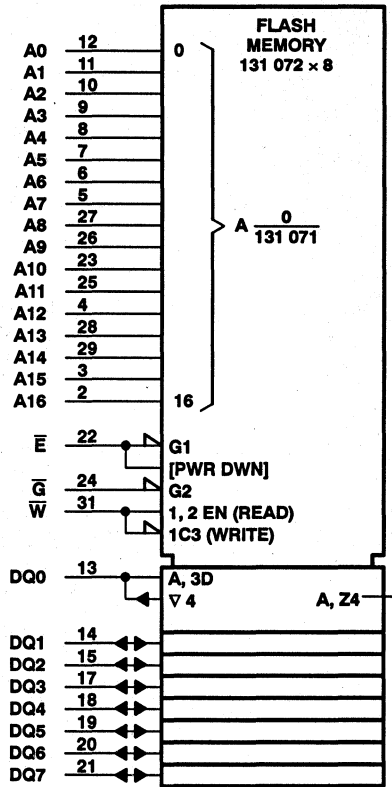 FLASH
MEMORY
131 072 × 8
A0 12 0
A1 11
A2 10
A3 9
A4 8
A5 7
A6 6
A7 5
A8 27 A 0
A9 26 131 071
A10 23
A11 25
A12 4
A13 28
A14 29
A15 3
A16 2 16
E̅ 22 G1
[PWR DWN]
G̅ 24 G2
W̅ 31 1, 2 EN (READ)
1C3 (WRITE)
DQ0 13 A, 3D
∇ 4 A, Z4
DQ1 14
DQ2 15
DQ3 17
DQ4 18
DQ5 19
DQ6 20
DQ7 21